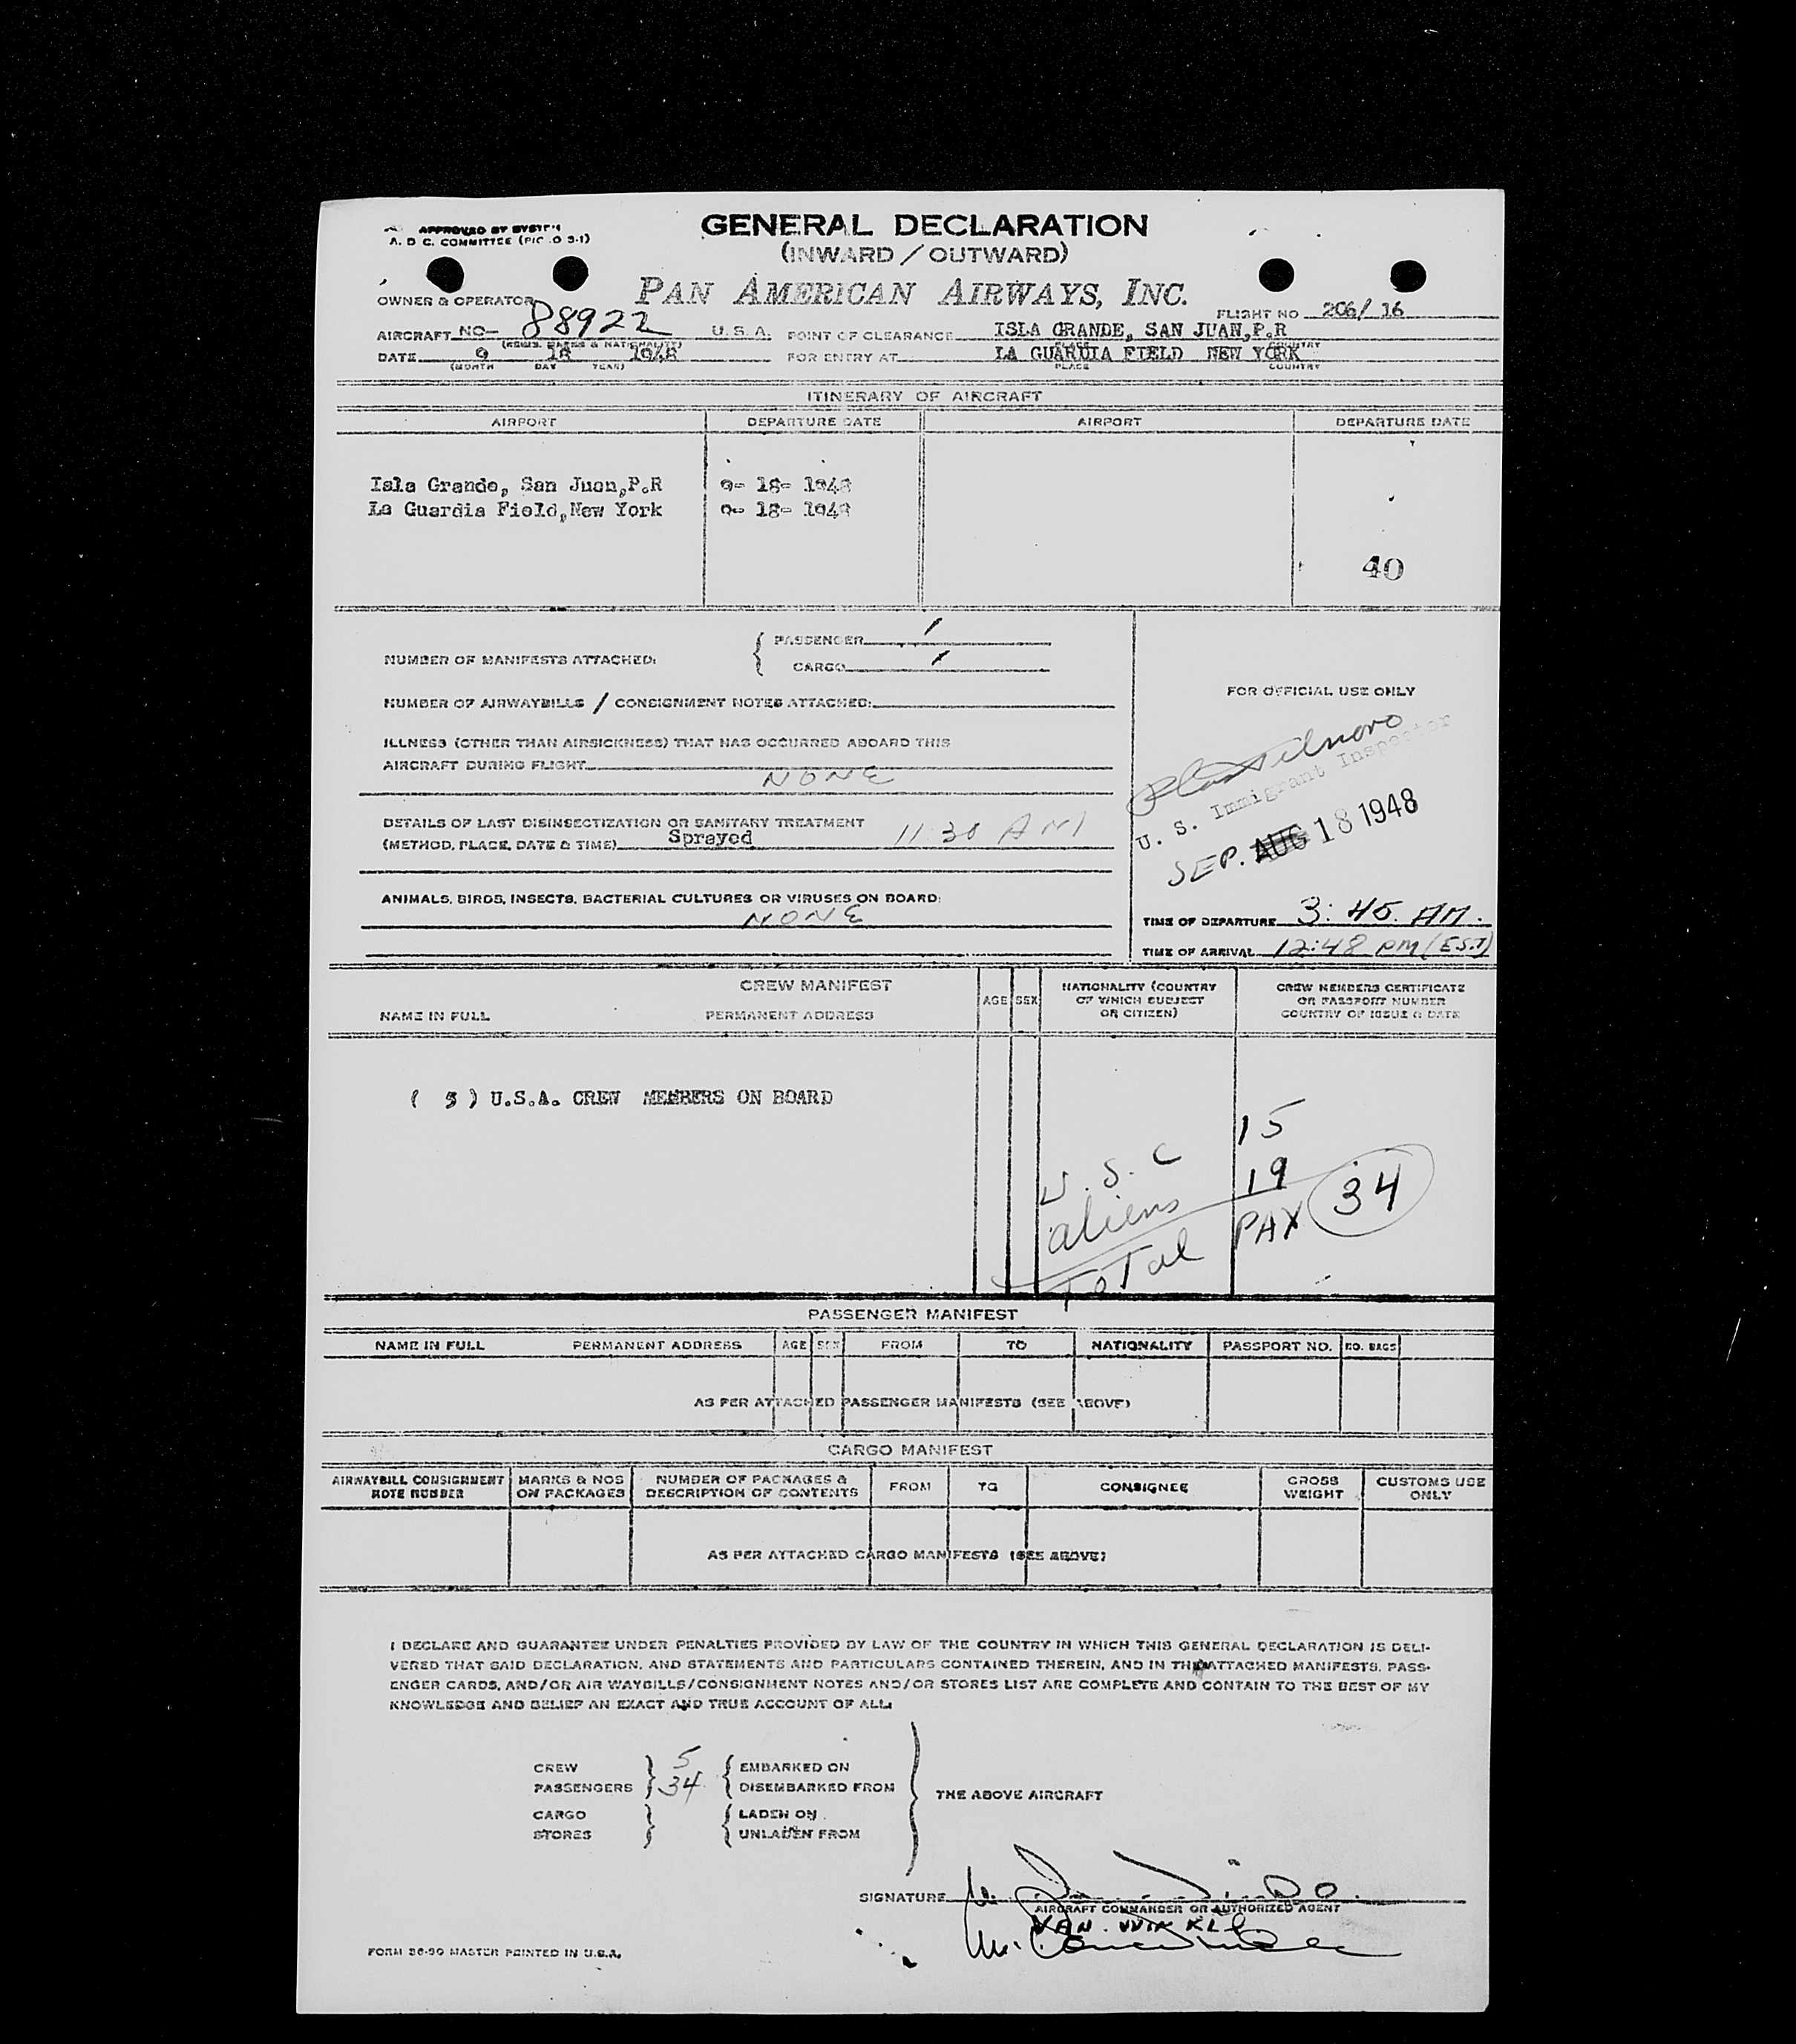 APPROVED BY
A. D C. COMMITTEE
GENERAL DECLARATION
(INWARD / OUTWARD)
PAN AMERICAN AIRWAYS, INC.
OWNER & OPERATOR
FLIGHT NO 206/ 16
AIRCRAFT NC- 88922 U. S. A. POINT OF CLEARANCE ISLA GRANDE, SAN JUAN, P.R
(REGIS. MARKS & NATIONALITY) PLACE COUNTRY
DATE 9 18 1948 FOR ENTRY AT LA GUARDIA FIELD NEW YORK
(MONTH DAY YEAR) PLACE COUNTRY
ITINERARY OF AIRCRAFT
AIRPORT DEPARTURE DATE AIRPORT DEPARTURE DATE
Isla Grande, San Juan,P.R 9- 18- 1948
La Guardia Field,New York 9- 18- 1948
40
NUMBER OF MANIFESTS ATTACHED: { PASSENGER /
CARGO /
NUMBER OF AIRWAYBILLS / CONSIGNMENT NOTES ATTACHED:
ILLNESS (OTHER THAN AIRSICKNESS) THAT HAS OCCURRED ABOARD THIS
AIRCRAFT DURING FLIGHT
NONE
DETAILS OF LAST DISINSECTIZATION OR SANITARY TREATMENT
(METHOD, PLACE, DATE & TIME) Sprayed 11 30 AM
ANIMALS, BIRDS, INSECTS, BACTERIAL CULTURES OR VIRUSES ON BOARD:
NONE
FOR OFFICIAL USE ONLY
U. S. Immigrant Inspector
SEP. AUG 18 1948
TIME OF DEPARTURE 3: 45. AM.
TIME OF ARRIVAL 12:48 PM (E.S.T)
CREW MANIFEST
NAME IN FULL PERMANENT ADDRESS AGE SEX
NATIONALITY (COUNTRY
OF WHICH SUBJECT
OR CITIZEN)
CREW MEMBERS CERTIFICATE
OR PASSPORT NUMBER
COUNTRY OF ISSUE & DATE
( 5 ) U.S.A. CREW MEMBERS ON BOARD
U. S. C 15
aliens 19
Total PAX 34
PASSENGER MANIFEST
NAME IN FULL PERMANENT ADDRESS AGE SEX FROM TO NATIONALITY PASSPORT NO. NO. BAGS
AS PER ATTACHED PASSENGER MANIFESTS (SEE ABOVE)
CARGO MANIFEST
AIRWAYBILL CONSIGNMENT
NOTE NUMBER
MARKS & NOS
ON PACKAGES
NUMBER OF PACKAGES &
DESCRIPTION OF CONTENTS
FROM TO CONSIGNEE
GROSS
WEIGHT
CUSTOMS USE
ONLY
AS PER ATTACHED CARGO MANIFESTS (SEE ABOVE)
I DECLARE AND GUARANTEE UNDER PENALTIES PROVIDED BY LAW OF THE COUNTRY IN WHICH THIS GENERAL DECLARATION IS DELI-
VERED THAT SAID DECLARATION, AND STATEMENTS AND PARTICULARS CONTAINED THEREIN, AND IN THE ATTACHED MANIFESTS, PASS-
ENGER CARDS, AND/OR AIR WAYBILLS/CONSIGNMENT NOTES AND/OR STORES LIST ARE COMPLETE AND CONTAIN TO THE BEST OF MY
KNOWLEDGE AND BELIEF AN EXACT AND TRUE ACCOUNT OF ALL:
CREW 5 EMBARKED ON
PASSENGERS 34 DISEMBARKED FROM
THE ABOVE AIRCRAFT
CARGO LADEN ON
STORES UNLADEN FROM
SIGNATURE
AIRCRAFT COMMANDER OR AUTHORIZED AGENT
VAN. WINKLE
FORM 26-90 MASTER PRINTED IN U.S.A.